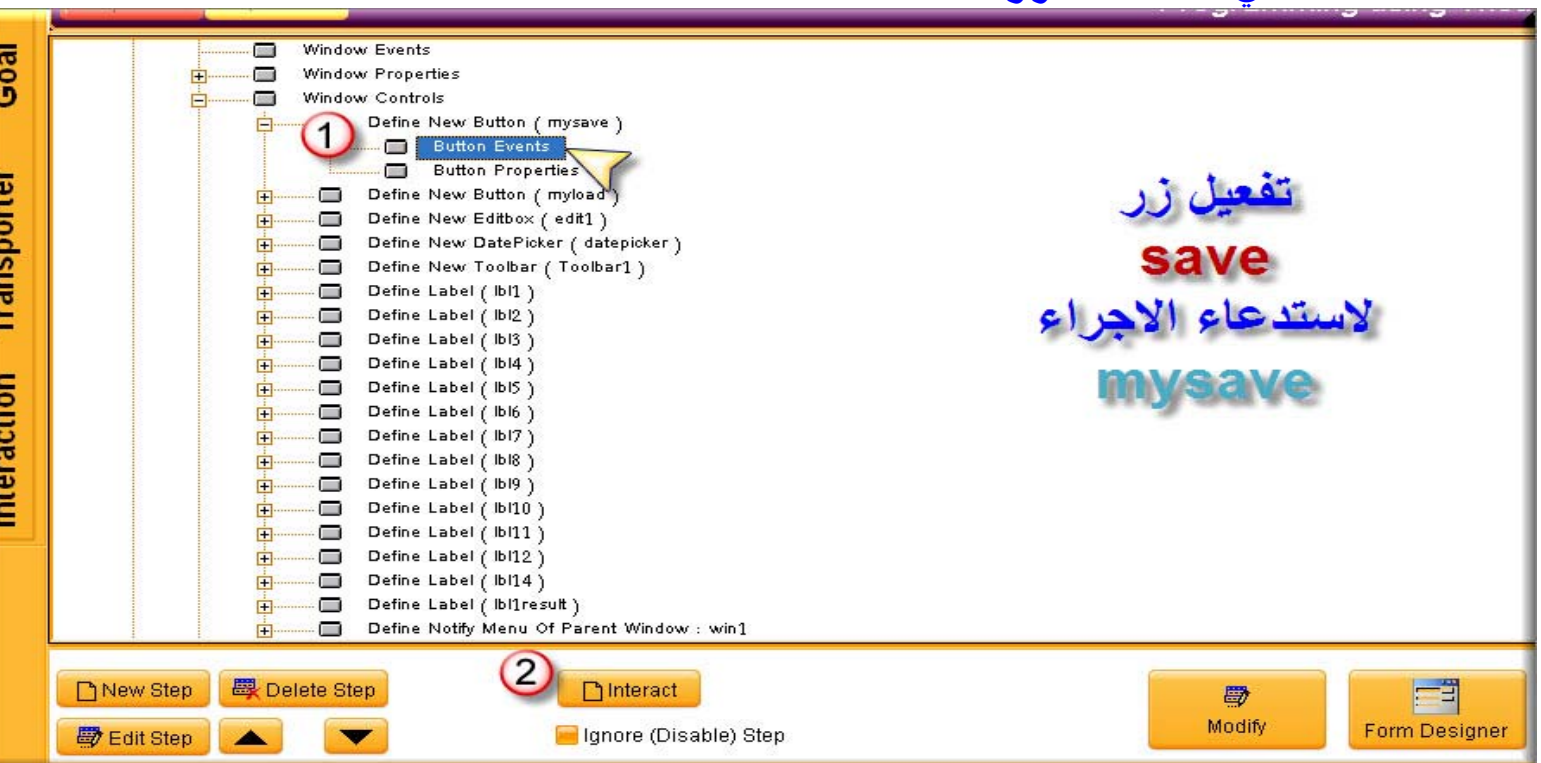 Goal
Transporter
Interaction
Window Events
Window Properties
Window Controls
1
Define New Button ( mysave )
Button Events
Button Properties
Define New Button ( myload )
Define New Editbox ( edit1 )
Define New DatePicker ( datepicker )
Define New Toolbar ( Toolbar1 )
Define Label ( lbl1 )
Define Label ( lbl2 )
Define Label ( lbl3 )
Define Label ( lbl4 )
Define Label ( lbl5 )
Define Label ( lbl6 )
Define Label ( lbl7 )
Define Label ( lbl8 )
Define Label ( lbl9 )
Define Label ( lbl10 )
Define Label ( lbl11 )
Define Label ( lbl12 )
Define Label ( lbl14 )
Define Label ( lbl1result )
Define Notify Menu Of Parent Window : win1
تفعيل زر
save
لاستدعاء الاجراء
mysave
New Step
Delete Step
2
Interact
Edit Step
Ignore (Disable) Step
Modify
Form Designer